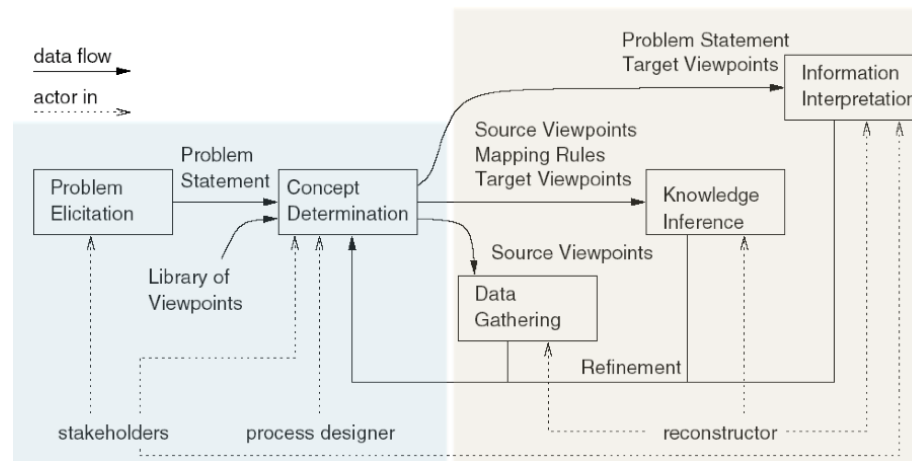 data flow
actor in
Problem Statement
Target Viewpoints
Information
Interpretation
Source Viewpoints
Mapping Rules
Target Viewpoints
Problem
Statement
Problem
Elicitation
Concept
Determination
Knowledge
Inference
Library of
Viewpoints
Source Viewpoints
Data
Gathering
Refinement
stakeholders
process designer
reconstructor